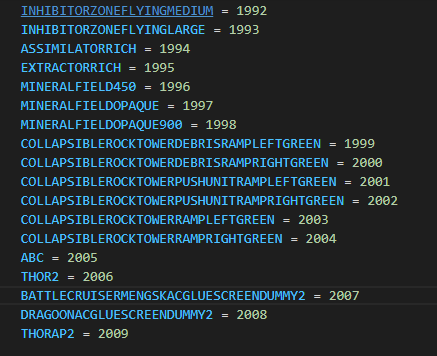 INHIBITORZONEFLYINGMEDIUM = 1992
INHIBITORZONEFLYINGLARGE = 1993
ASSIMILATORRICH = 1994
EXTRACTORRICH = 1995
MINERALFIELD450 = 1996
MINERALFIELDOPAQUE = 1997
MINERALFIELDOPAQUE900 = 1998
COLLAPSIBLEROCKTOWERDEBRISRAMPLEFTGREEN = 1999
COLLAPSIBLEROCKTOWERDEBRISRAMPRIGHTGREEN = 2000
COLLAPSIBLEROCKTOWERPUSHUNITRAMPLEFTGREEN = 2001
COLLAPSIBLEROCKTOWERPUSHUNITRAMPRIGHTGREEN = 2002
COLLAPSIBLEROCKTOWERRAMPLEFTGREEN = 2003
COLLAPSIBLEROCKTOWERRAMPRIGHTGREEN = 2004
ABC = 2005
THOR2 = 2006
BATTLECRUISERMENGSKACGLUESCREENDUMMY2 = 2007
DRAGOONACGLUESCREENDUMMY2 = 2008
THORAP2 = 2009